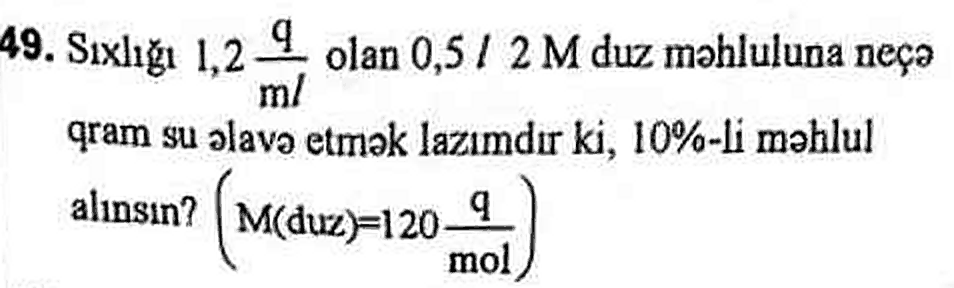 49. Sıxlığı 1,2 q/ml olan 0,5 l 2 M duz məhluluna neçə
qram su əlavə etmək lazımdır ki, 10%-li məhlul
alınsın? (M(duz)=120 q/mol)